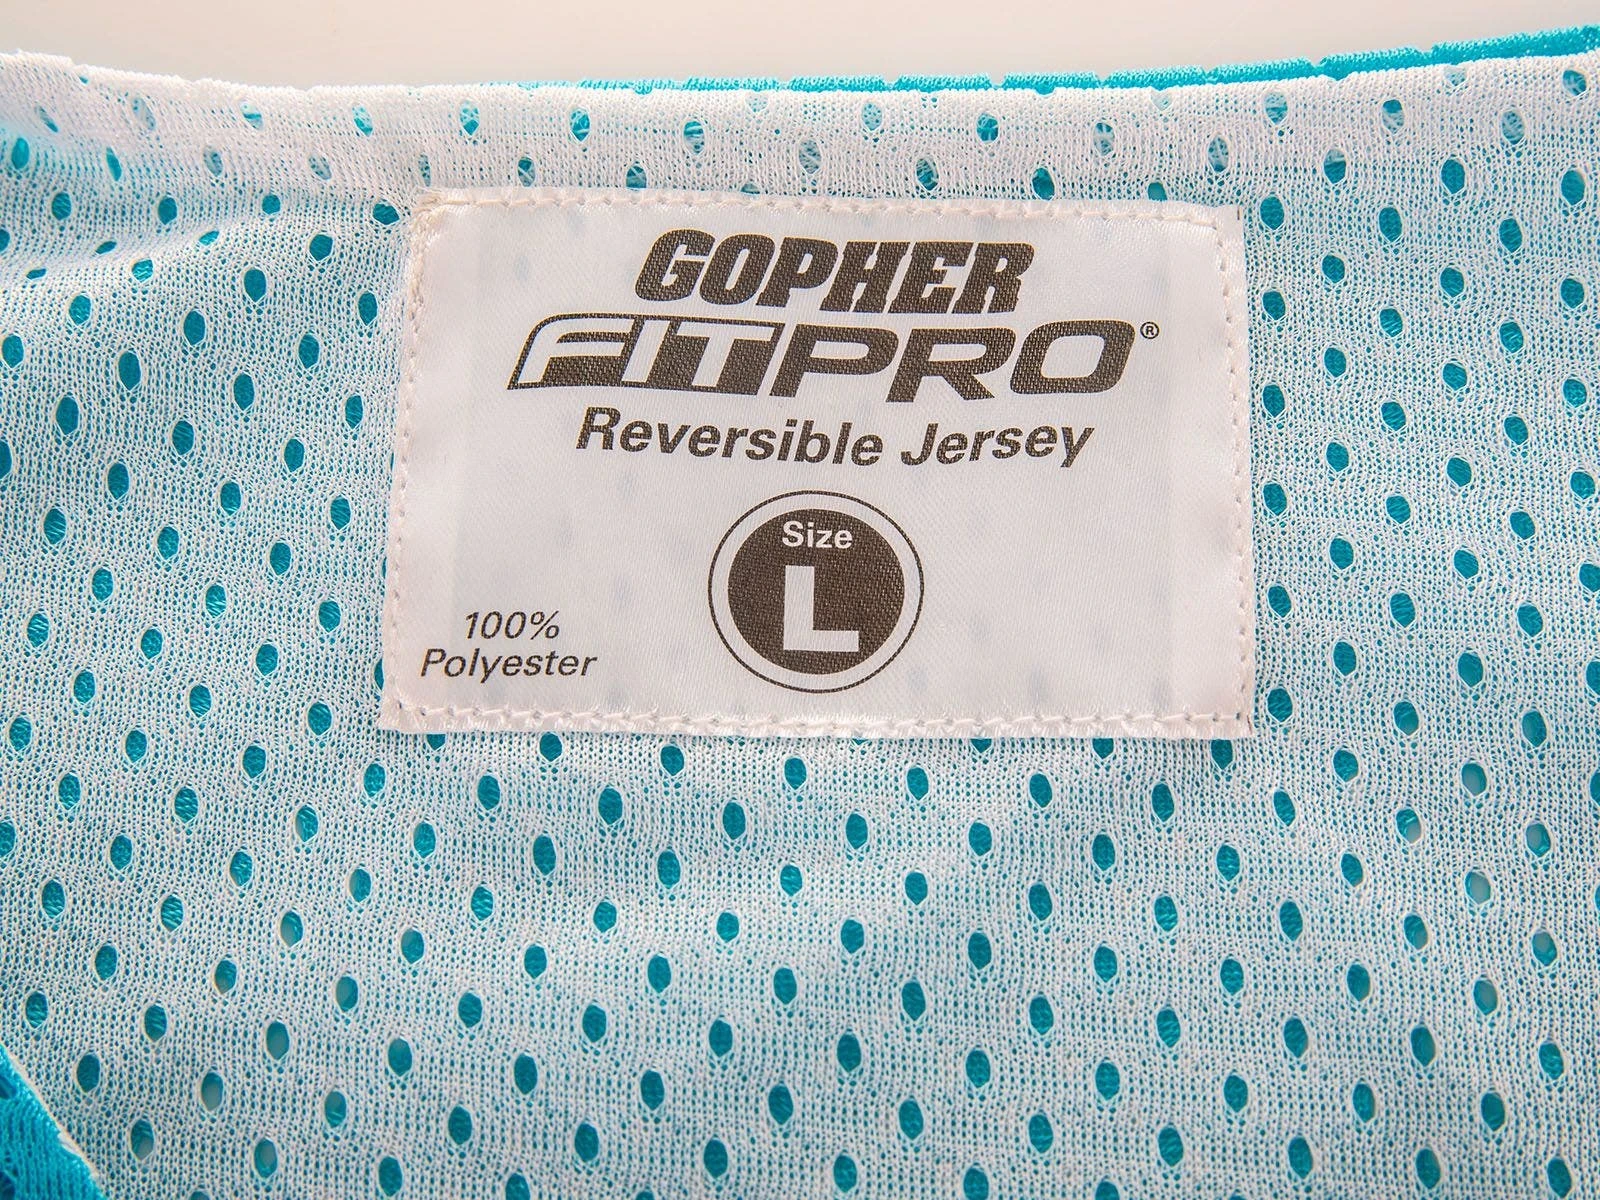 GOPHER
FITPRO®
Reversible Jersey
Size
L
100%
Polyester